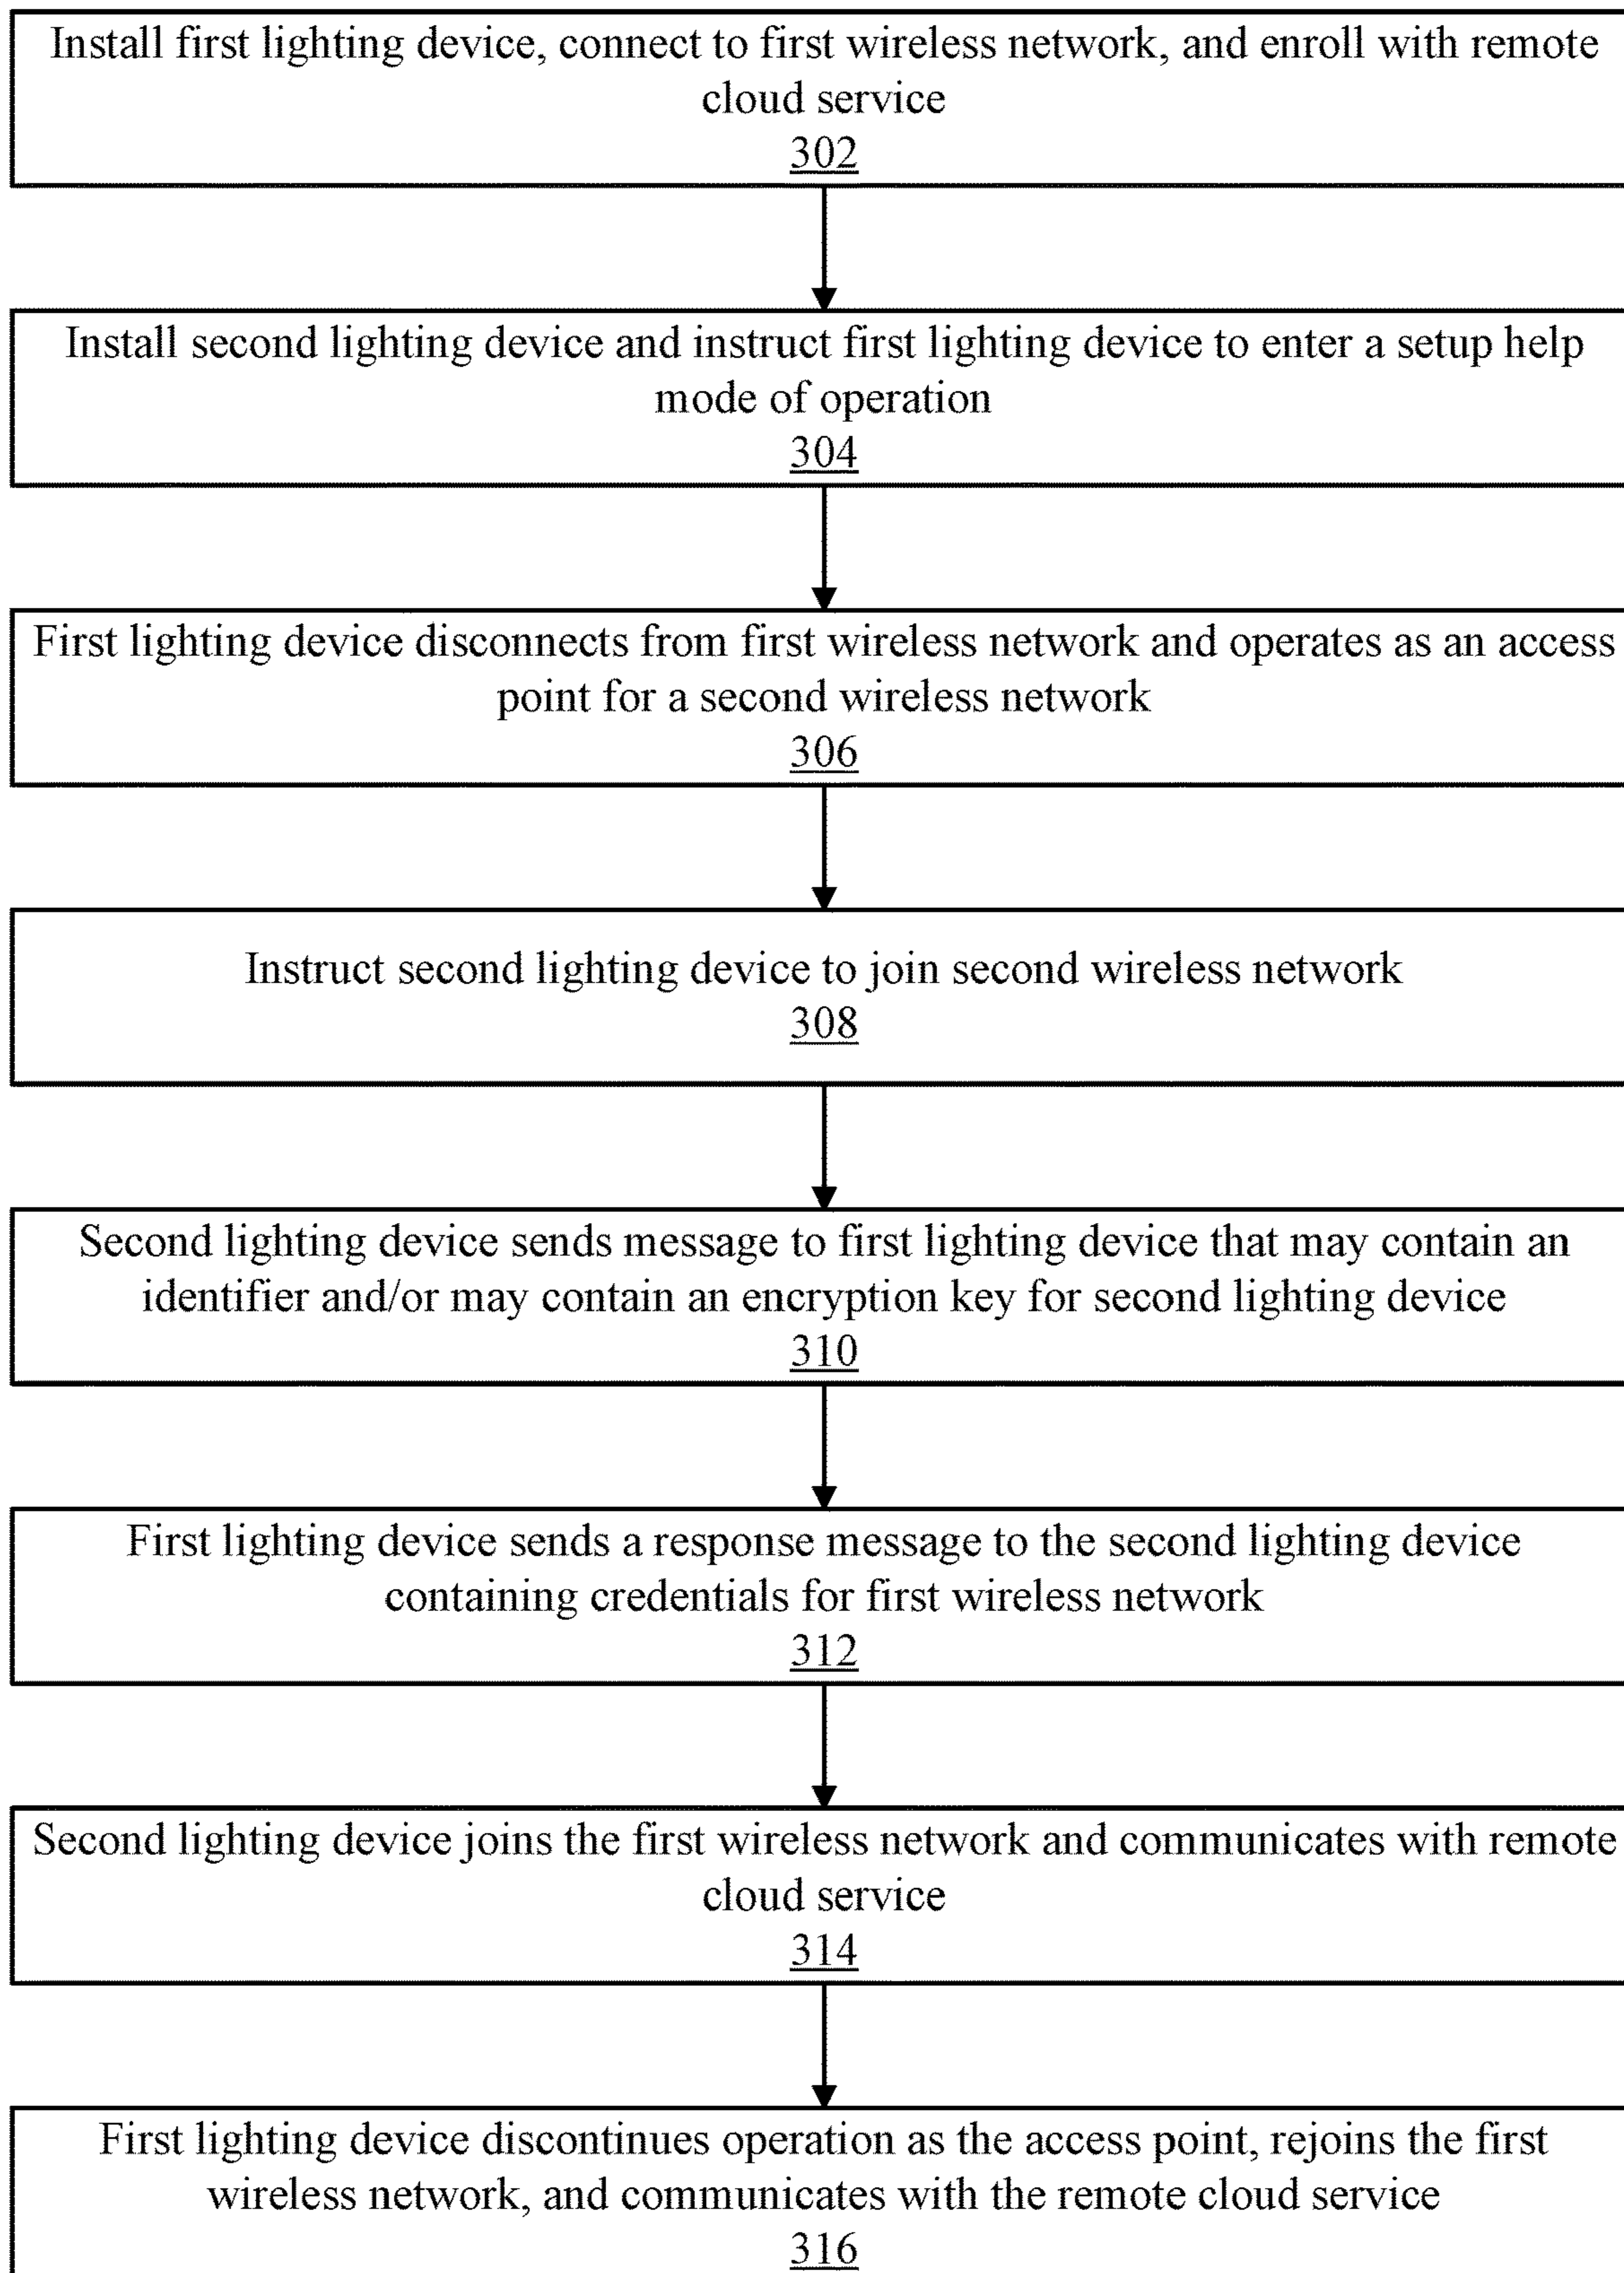 Install first lighting device, connect to first wireless network, and enroll with remote
cloud service
302
Install second lighting device and instruct first lighting device to enter a setup help
mode of operation
304
First lighting device disconnects from first wireless network and operates as an access
point for a second wireless network
306
Instruct second lighting device to join second wireless network
308
Second lighting device sends message to first lighting device that may contain an
identifier and/or may contain an encryption key for second lighting device
310
First lighting device sends a response message to the second lighting device
containing credentials for first wireless network
312
Second lighting device joins the first wireless network and communicates with remote
cloud service
314
First lighting device discontinues operation as the access point, rejoins the first
wireless network, and communicates with the remote cloud service
316